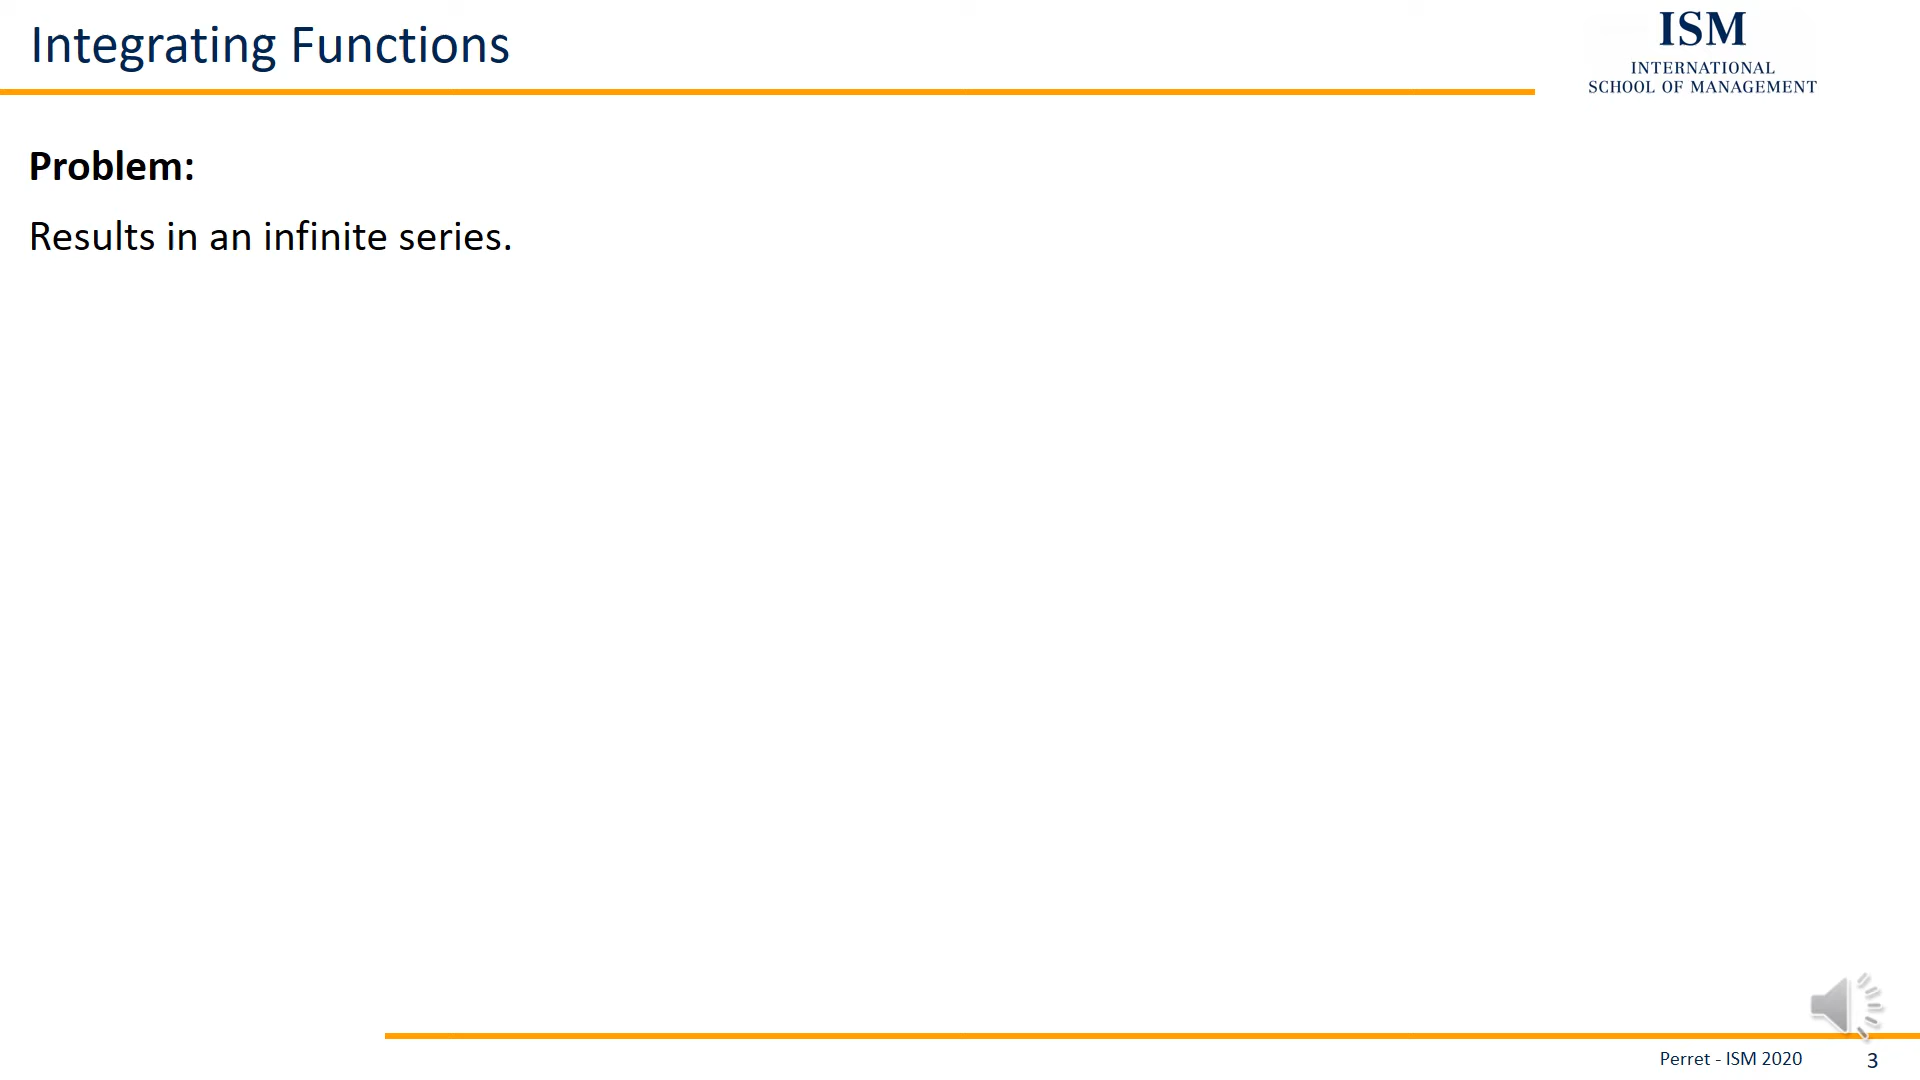 Integrating Functions
ISM
INTERNATIONAL
SCHOOL OF MANAGEMENT
Problem:
Results in an infinite series.
Perret - ISM 2020
3